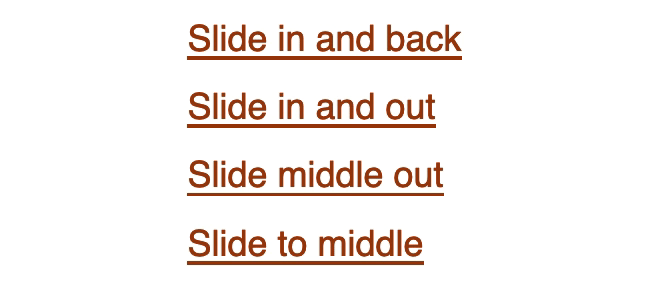 Slide in and back
Slide in and out
Slide middle out
Slide to middle